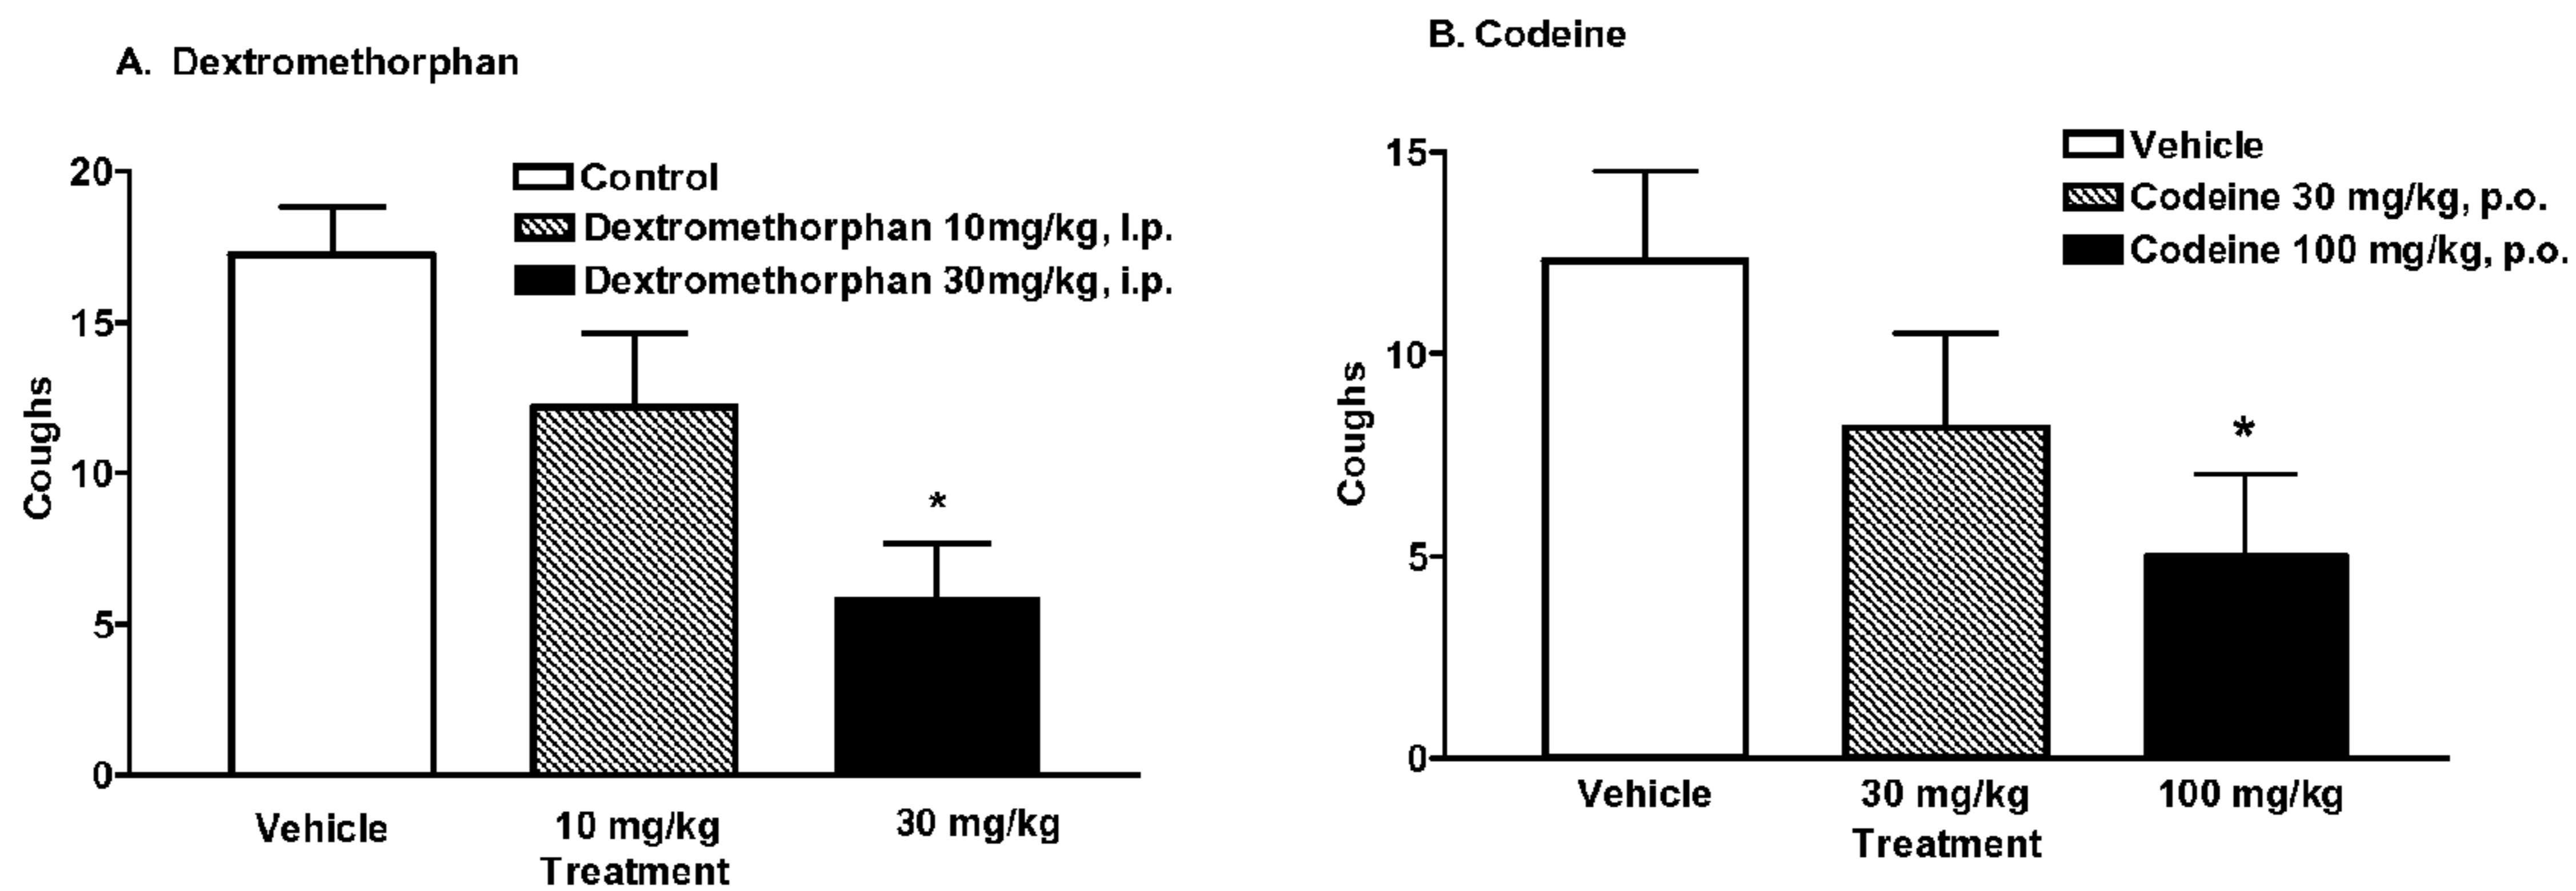 A. Dextromethorphan
20
15
10
5
0
Coughs
Control
Dextromethorphan 10mg/kg, I.p.
Dextromethorphan 30mg/kg, i.p.
*
Vehicle
10 mg/kg
30 mg/kg
Treatment
B. Codeine
15
10
5
0
Coughs
Vehicle
Codeine 30 mg/kg, p.o.
Codeine 100 mg/kg, p.o.
*
Vehicle
30 mg/kg
100 mg/kg
Treatment